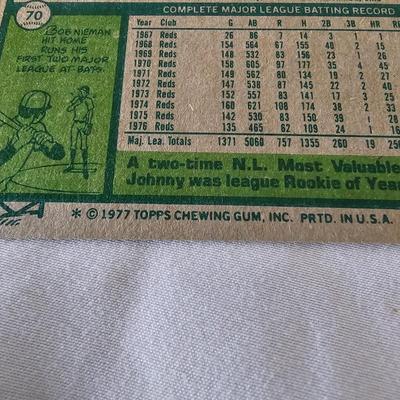 70
COMPLETE MAJOR LEAGUE BATTING RECORD
BOB NIEMAN
HIT HOME
RUNS HIS
FIRST TWO MAJOR
LEAGUE AT-BATS.
Year Club G AB R H 2B 3B HR
1967 Reds 26 86 7 14 3 1
1968 Reds 154 564 67 155 40 2 15
1969 Reds 148 532 83 156 23 1
1970 Reds 158 605 97 177 35 4 45
1971 Reds 149 562 80 134 19 2
1972 Reds 147 538 87 145 22 2
1973 Reds 152 557 83 141 17 3
1974 Reds 160 621 108 174 38 2 33
1975 Reds 142 530 83 150 39 1
1976 Reds 135 465 62 109 24 1 16
Maj. Lea. Totals 1371 5060 757 1355 260 19
A two-time N.L. Most Valuable
Johnny was league Rookie of Year
* © 1977 TOPPS CHEWING GUM, INC. PRTD. IN U.S.A.